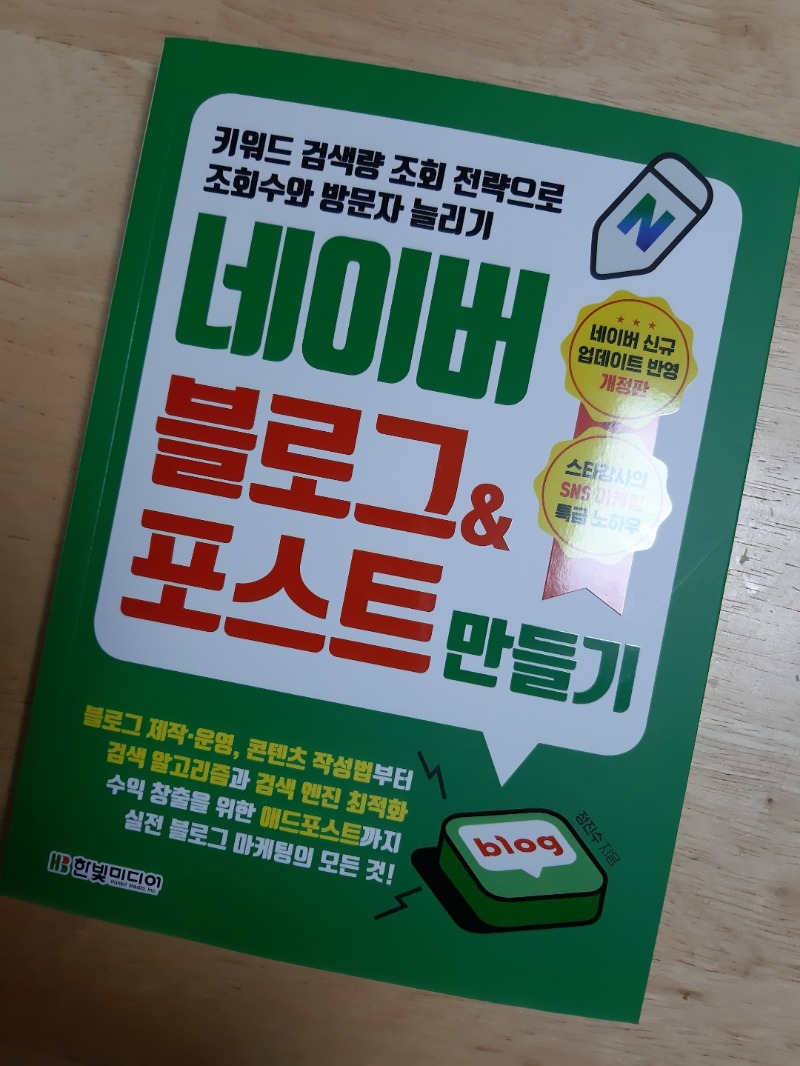 키워드 검색량 조회 전략으로
조회수와 방문자 늘리기
N
네이버
블로그&
포스트 만들기
네이버 신규
업데이트 반영
개정판
스타강사의
SNS 마케팅
특급 노하우
블로그 제작·운영, 콘텐츠 작성법부터
검색 알고리즘과 검색 엔진 최적화
수익 창출을 위한 애드포스트까지
실전 블로그 마케팅의 모든 것!
blog
정진수 지음
HB 한빛미디어
Hanbit Media, Inc.